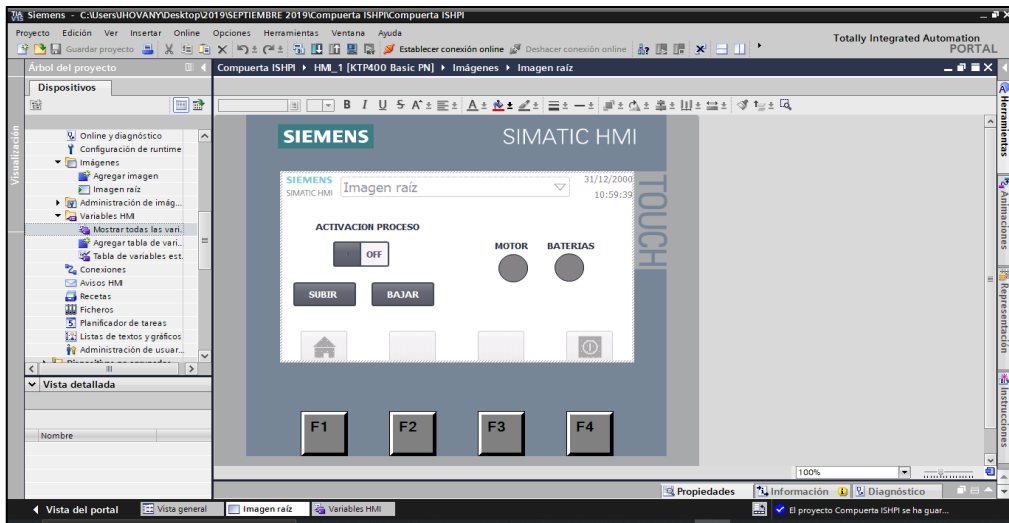 Siemens - C:\Users\JHOVANY\Desktop\2019\SEPTIEMBRE 2019\Compuerta ISHPI\Compuerta ISHPI
Proyecto Edición Ver Insertar Online Opciones Herramientas Ventana Ayuda
Guardar proyecto Establecer conexión online Deshacer conexión online
Totally Integrated Automation
PORTAL
Árbol del proyecto
Compuerta ISHPI HMI_1 [KTP400 Basic PN] Imágenes Imagen raíz
Dispositivos
Visualización
Online y diagnóstico
Configuración de runtime
Imágenes
Agregar imagen
Imagen raíz
Administración de imág...
Variables HMI
Mostrar todas las vari...
Agregar tabla de vari...
Tabla de variables est...
Conexiones
Avisos HMI
Recetas
Ficheros
Planificador de tareas
Listas de textos y gráficos
Administración de usuar...
Vista detallada
Nombre
B I U S A
SIEMENS SIMATIC HMI
TOUCH
SIEMENS
SIMATIC HMI
Imagen raíz
31/12/2000
10:59:39
ACTIVACION PROCESO
OFF
MOTOR BATERIAS
SUBIR BAJAR
F1 F2 F3 F4
100%
Herramientas
Animaciones
Representación
Instrucciones
Propiedades Información Diagnóstico
Vista del portal Vista general Imagen raíz Variables HMI
El proyecto Compuerta ISHPI se ha guar...